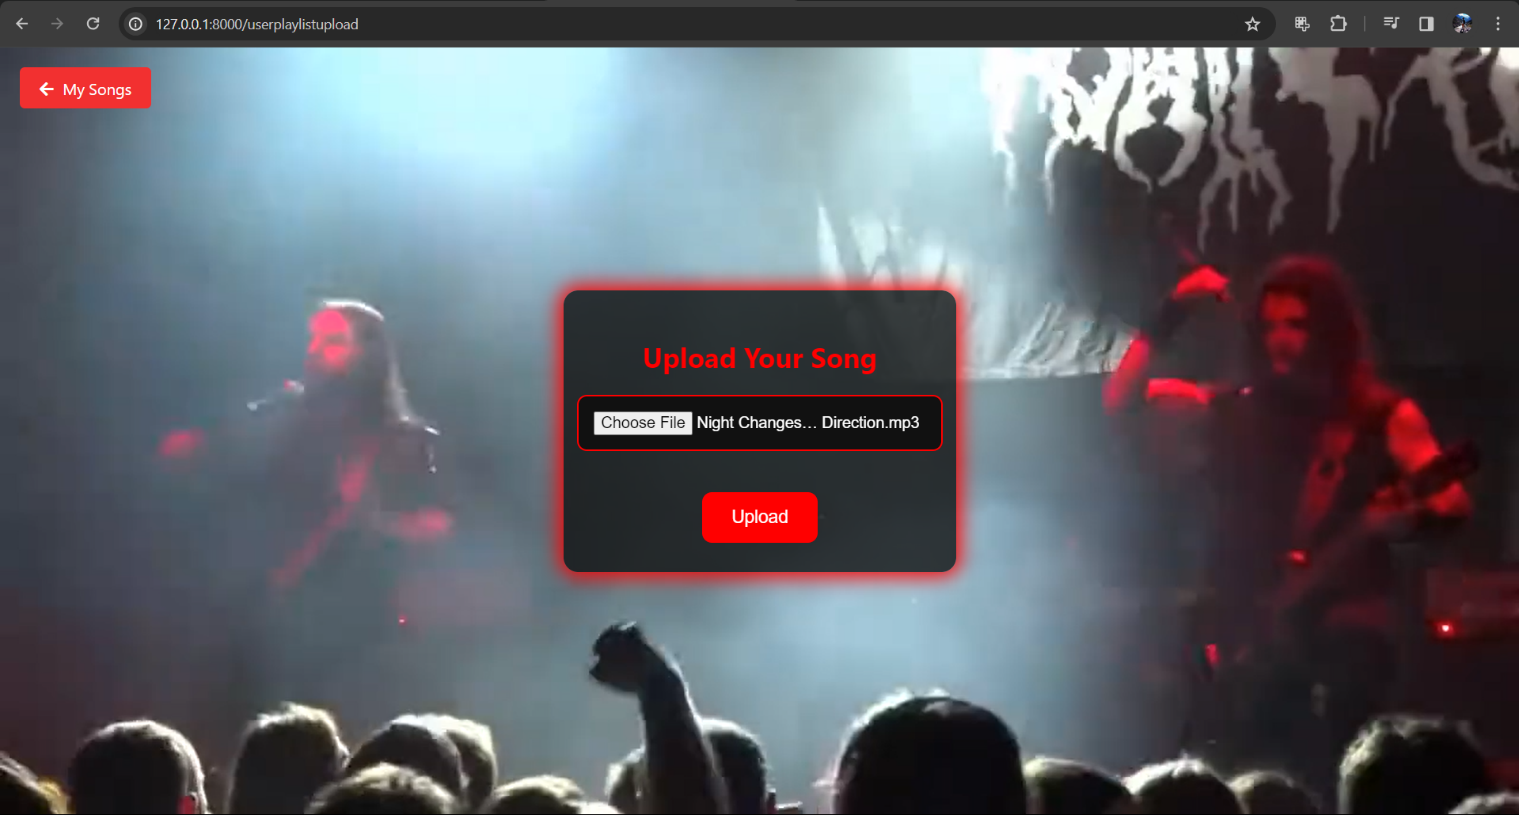 127.0.0.1:8000/userplaylistupload
My Songs
Upload Your Song
Choose File Night Changes... Direction.mp3
Upload